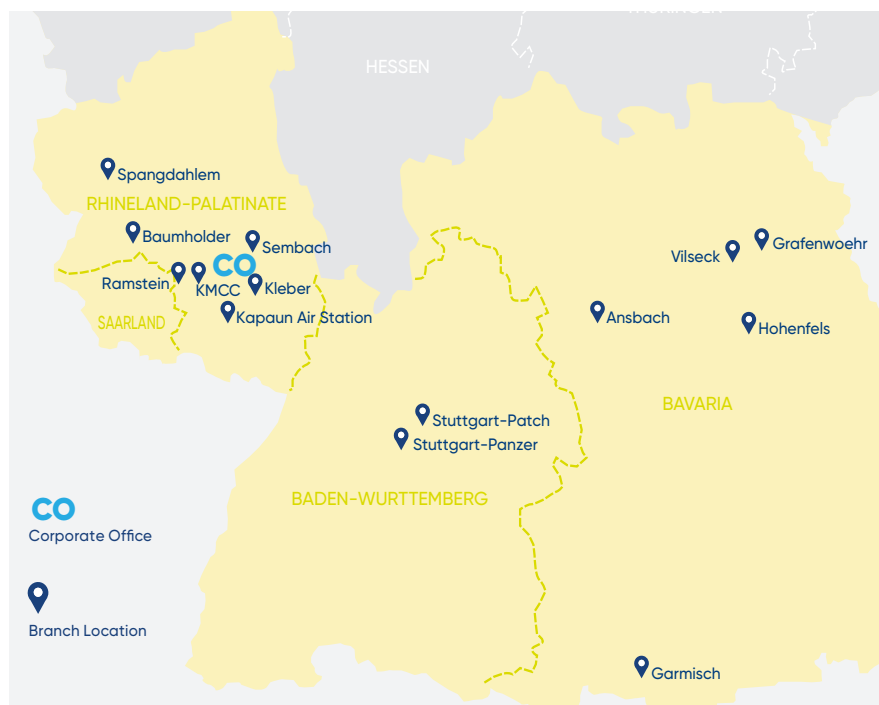 THURINGEN
HESSEN
Spangdahlem
RHINELAND-PALATINATE
Baumholder
Sembach
Grafenwoehr
Vilseck
CO
Ramstein
KMCC
Kleber
SAARLAND
Kapaun Air Station
Ansbach
Hohenfels
BAVARIA
Stuttgart-Patch
Stuttgart-Panzer
BADEN-WURTTEMBERG
CO
Corporate Office
Branch Location
Garmisch